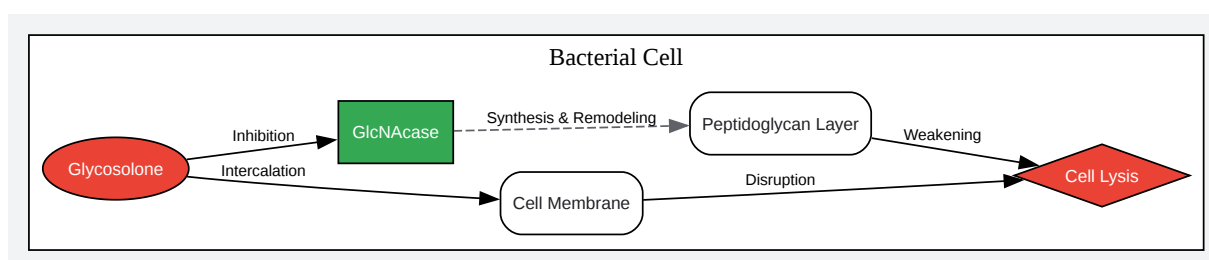 Bacterial Cell
Glycosolone
Inhibition
GlcNAcase
Synthesis & Remodeling
Peptidoglycan Layer
Weakening
Intercalation
Cell Membrane
Disruption
Cell Lysis